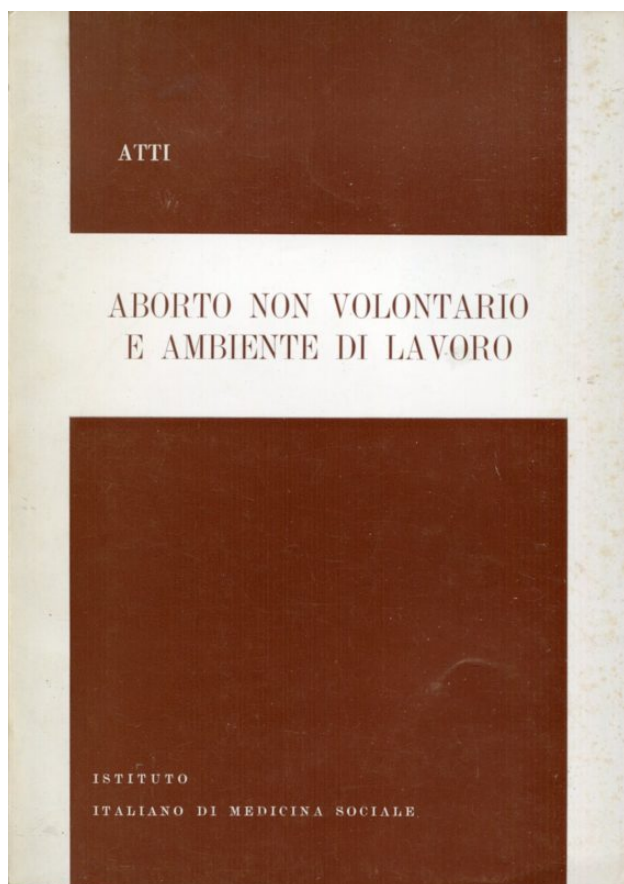 ATTI
ABORTO NON VOLONTARIO
E AMBIENTE DI LAVORO
ISTITUTO
ITALIANO DI MEDICINA SOCIALE